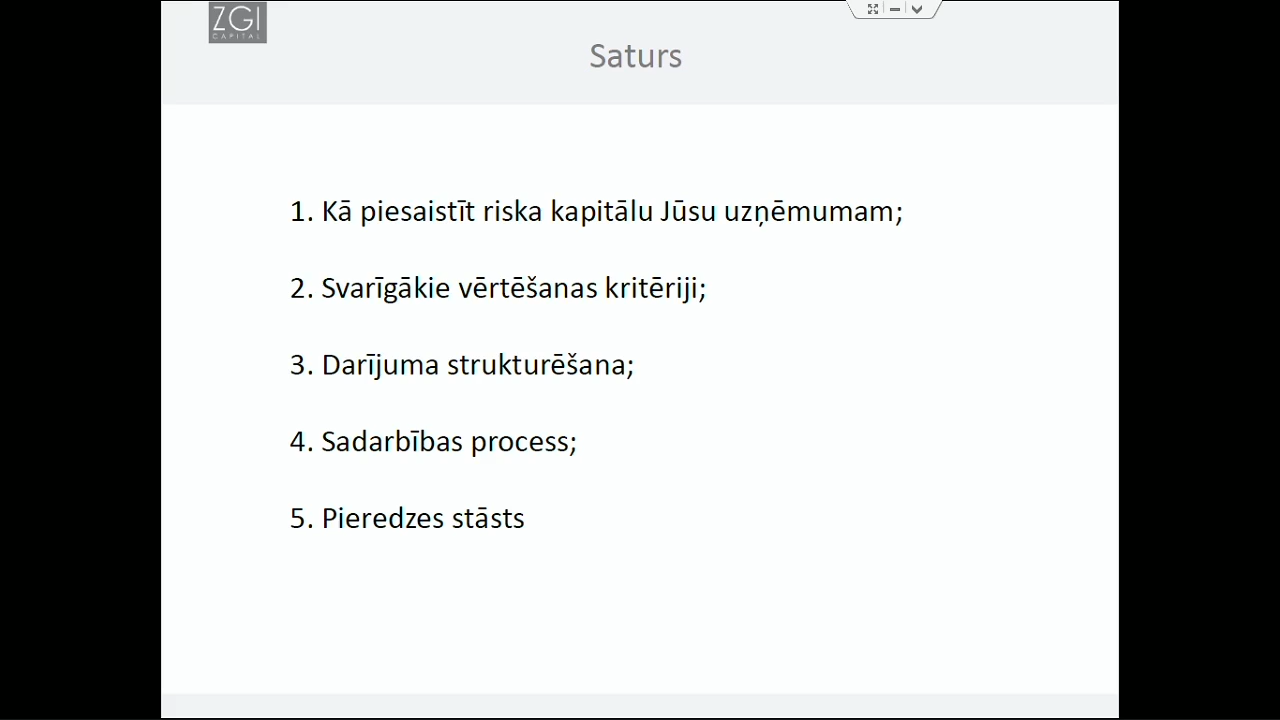 ZGI
CAPITAL
Saturs
1. Kā piesaistīt riska kapitālu Jūsu uzņēmumam;
2. Svarīgākie vērtēšanas kritēriji;
3. Darījuma strukturēšana;
4. Sadarbības process;
5. Pieredzes stāsts